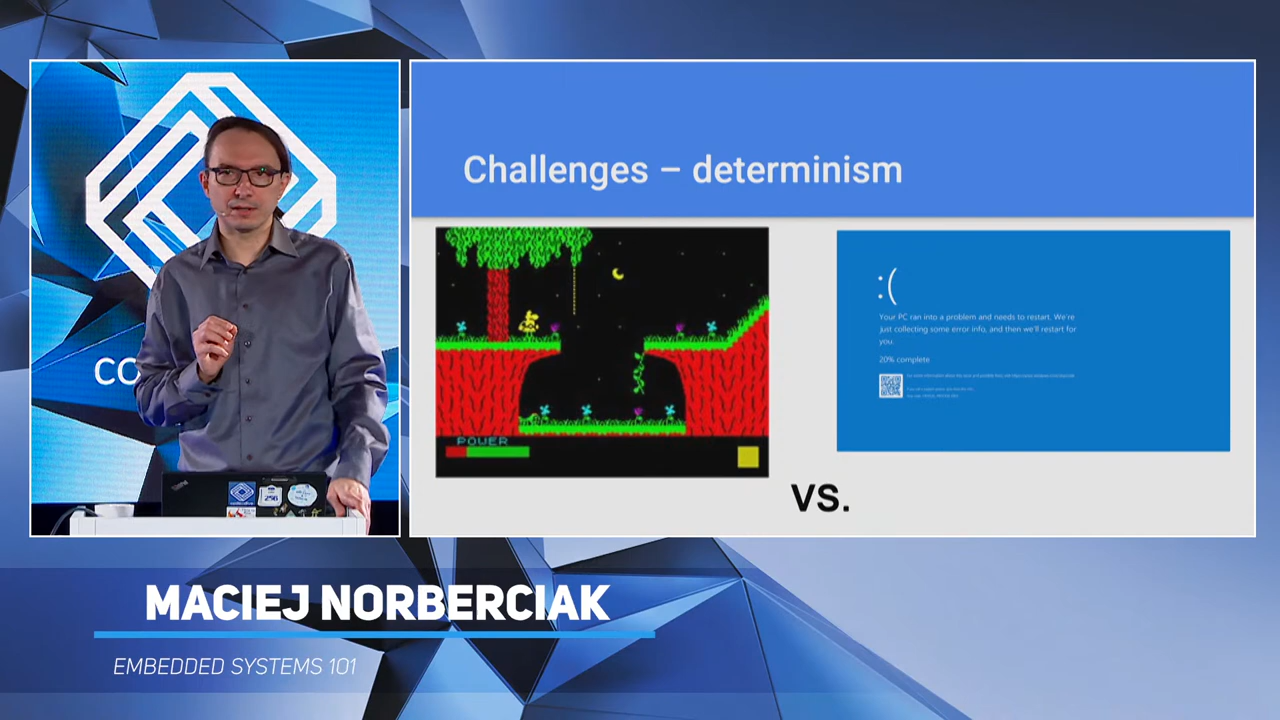 CO
Challenges – determinism
POWER
:(
Your PC ran into a problem and needs to restart. We're
just collecting some error info, and then we'll restart for
you.
20% complete
VS.
MACIEJ NORBERCIAK
EMBEDDED SYSTEMS 101